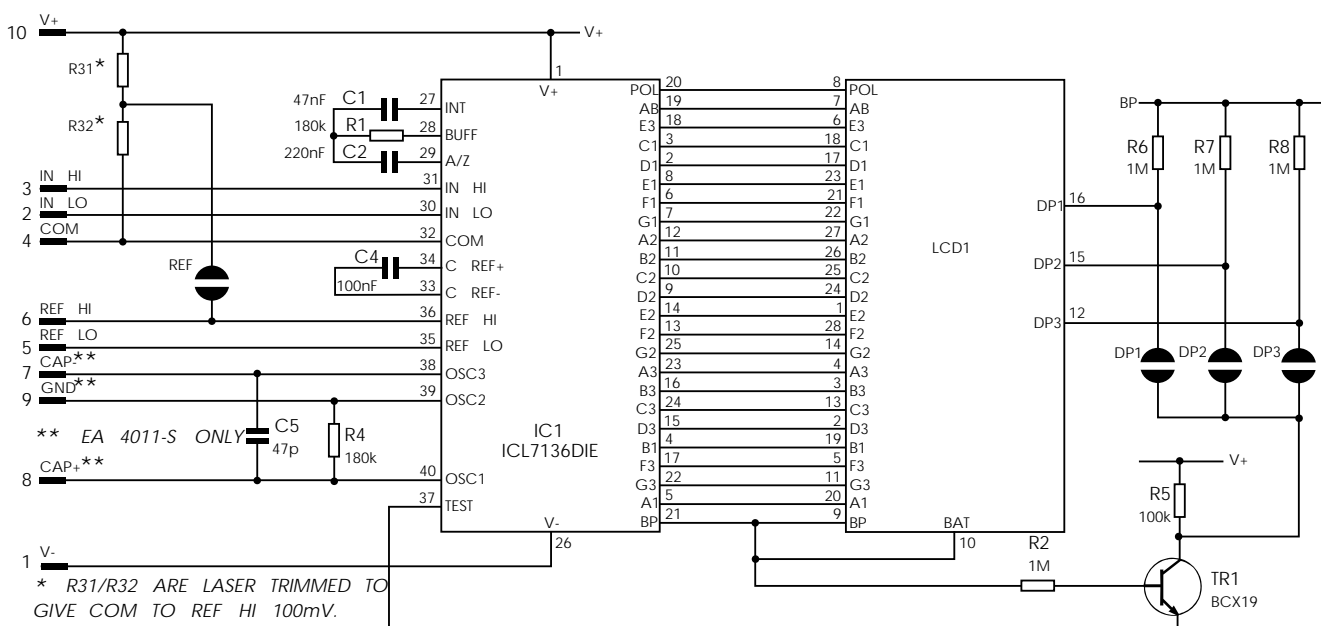 10 V+
V+
R31*
R32*
REF
3 IN HI
2 IN LO
4 COM
6 REF HI
5 REF LO
7 CAP-**
9 GND**
** EA 4011-S ONLY
8 CAP+**
1 V-
* R31/R32 ARE LASER TRIMMED TO
GIVE COM TO REF HI 100mV.
47nF C1
180k R1
220nF C2
C4
100nF
C5
47p
R4
180k
1
V+
27 INT
28 BUFF
29 A/Z
31 IN HI
30 IN LO
32 COM
34 C REF+
33 C REF-
36 REF HI
35 REF LO
38 OSC3
39 OSC2
40 OSC1
37 TEST
IC1
ICL7136DIE
V-
26
POL 20 8 POL
AB 19 7 AB
E3 18 6 E3
C1 3 18 C1
D1 2 17 D1
E1 8 23 E1
F1 6 21 F1
G1 7 22 G1
A2 12 27 A2
B2 11 26 B2
C2 10 25 C2
D2 9 24 D2
E2 14 1 E2
F2 13 28 F2
G2 25 14 G2
A3 23 4 A3
B3 16 3 B3
C3 24 13 C3
D3 15 2 D3
B1 4 19 B1
F3 17 5 F3
G3 22 11 G3
A1 5 20 A1
BP 21 9 BP
LCD1
BAT
10
DP1 16
DP2 15
DP3 12
BP
R6
1M
R7
1M
R8
1M
DP1 DP2 DP3
V+
R5
100k
R2
1M
TR1
BCX19